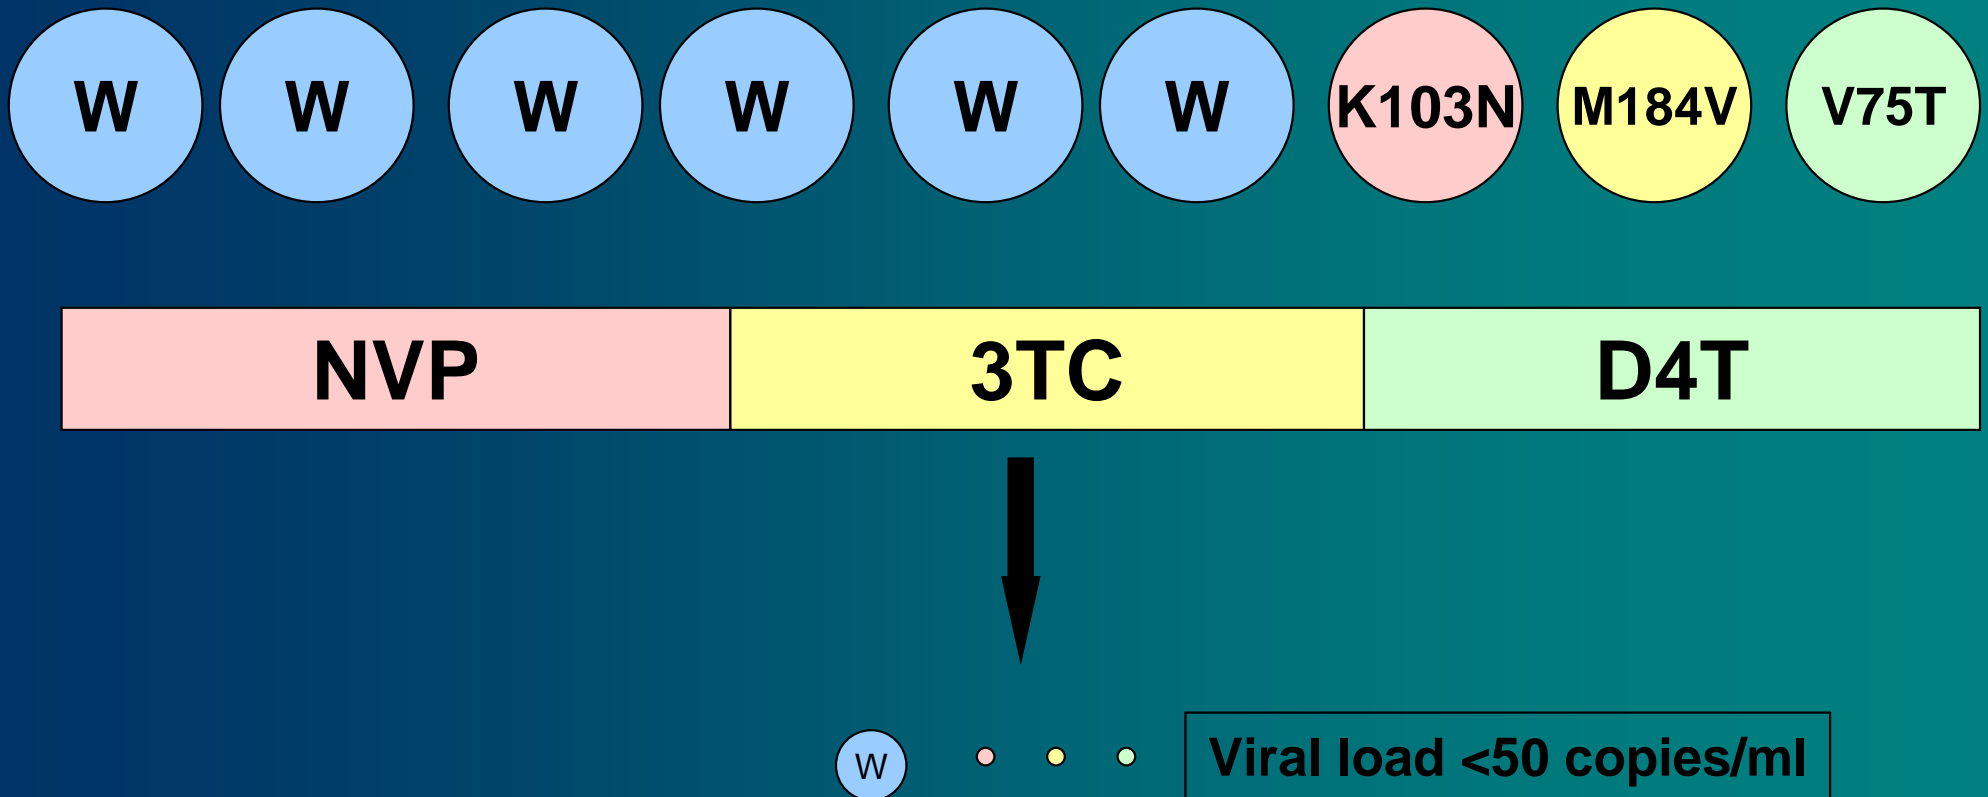 W W W W W W K103N M184V V75T
NVP 3TC D4T
W Viral load <50 copies/ml